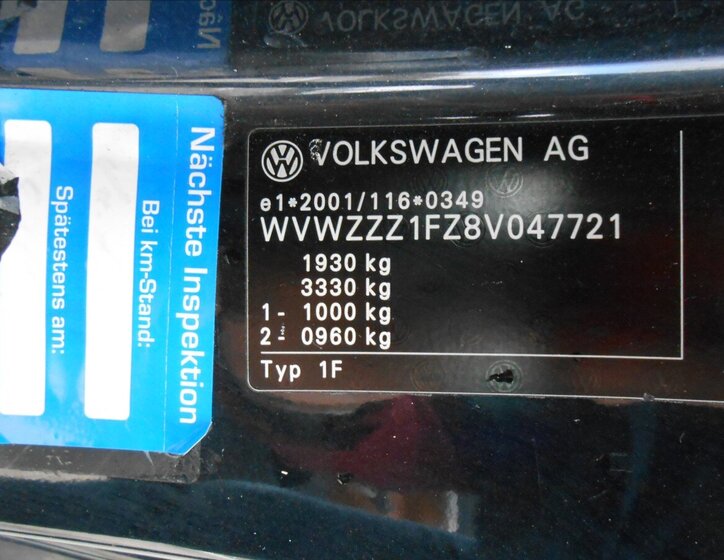 VOLKSWAGEN AG
Nächste Inspektion
Bei km-Stand:
Spätestens am:
VOLKSWAGEN AG
e1*2001/116*0349
WVWZZZ1FZ8V047721
1930 kg
3330 kg
1- 1000 kg
2- 0960 kg
Typ 1F